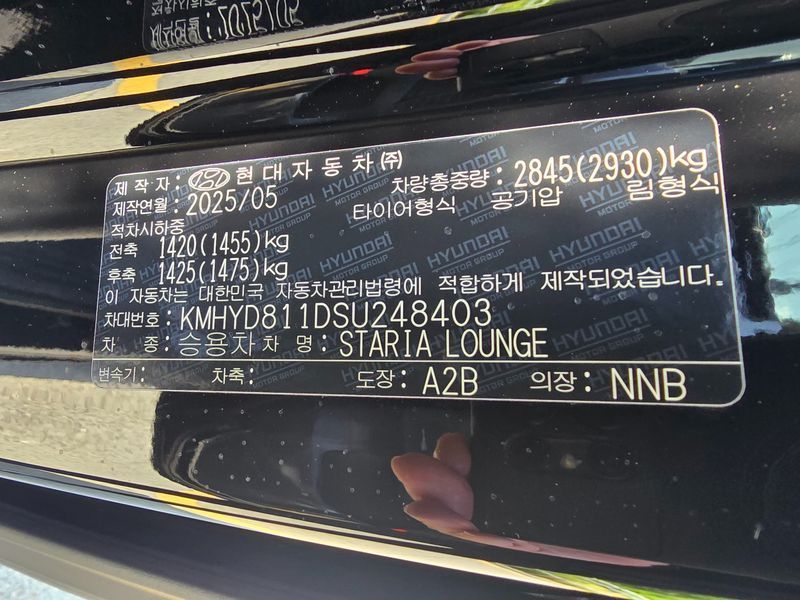 제 작 자 : 현 대 자 동 차 ㈜ 차량총중량 : 2845(2930)kg
제작연월 : 2025/05 타이어형식 공기압 림형식
적차시하중
전축 1420(1455)kg
후축 1425(1475)kg
이 자동차는 대한민국 자동차관리법령에 적합하게 제작되었습니다.
차대번호 : KMHYD811DSU248403
차 종 : 승용차 차 명 : STARIA LOUNGE
변속기 : 차축 : 도장 : A2B 의장 : NNB
HYUNDAI
MOTOR GROUP